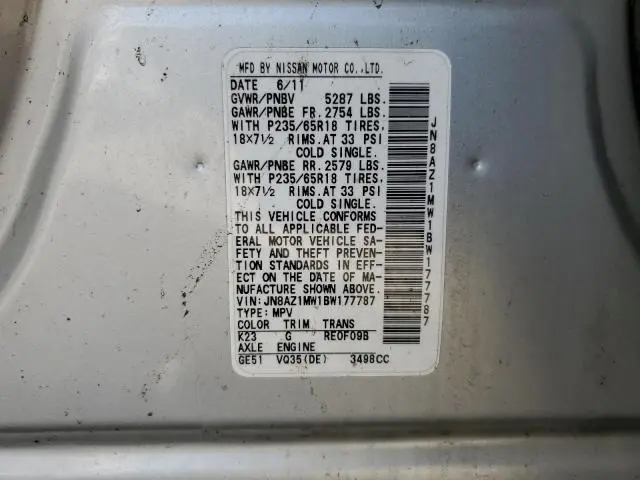 MFD BY NISSAN MOTOR CO.,LTD.
DATE 6/11
GVWR/PNBV 5287 LBS.
GAWR/PNBE FR. 2754 LBS.
WITH P235/65R18 TIRES,
18X7½ RIMS. AT 33 PSI
COLD SINGLE.
GAWR/PNBE RR. 2579 LBS.
WITH P235/65R18 TIRES,
18X7½ RIMS. AT 33 PSI
COLD SINGLE.
THIS VEHICLE CONFORMS
TO ALL APPLICABLE FED-
ERAL MOTOR VEHICLE SA-
FETY AND THEFT PREVEN-
TION STANDARDS IN EFF-
ECT ON THE DATE OF MA-
NUFACTURE SHOWN ABOVE.
VIN: JN8AZ1MW1BW177787
TYPE: MPV
COLOR TRIM TRANS
K23 G RE0F09B
AXLE ENGINE
GE51 VQ35(DE) 3498CC
JN8AZ1MW1BW177787